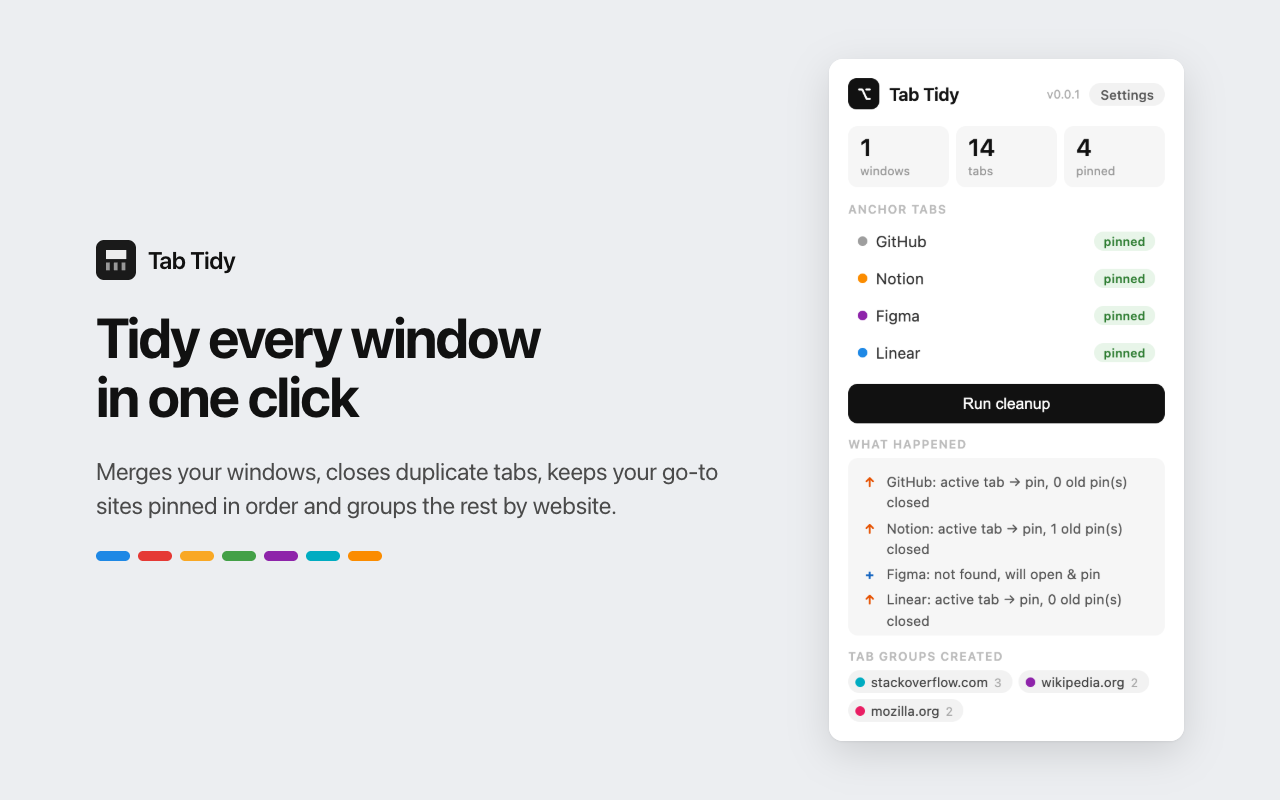 Tab Tidy
Tidy every window
in one click
Merges your windows, closes duplicate tabs, keeps your go-to
sites pinned in order and groups the rest by website.
Tab Tidy
v0.0.1
Settings
1
windows
14
tabs
4
pinned
ANCHOR TABS
GitHub
pinned
Notion
pinned
Figma
pinned
Linear
pinned
Run cleanup
WHAT HAPPENED
↑ GitHub: active tab → pin, 0 old pin(s)
closed
↑ Notion: active tab → pin, 1 old pin(s)
closed
+ Figma: not found, will open & pin
↑ Linear: active tab → pin, 0 old pin(s)
closed
TAB GROUPS CREATED
stackoverflow.com 3
wikipedia.org 2
mozilla.org 2